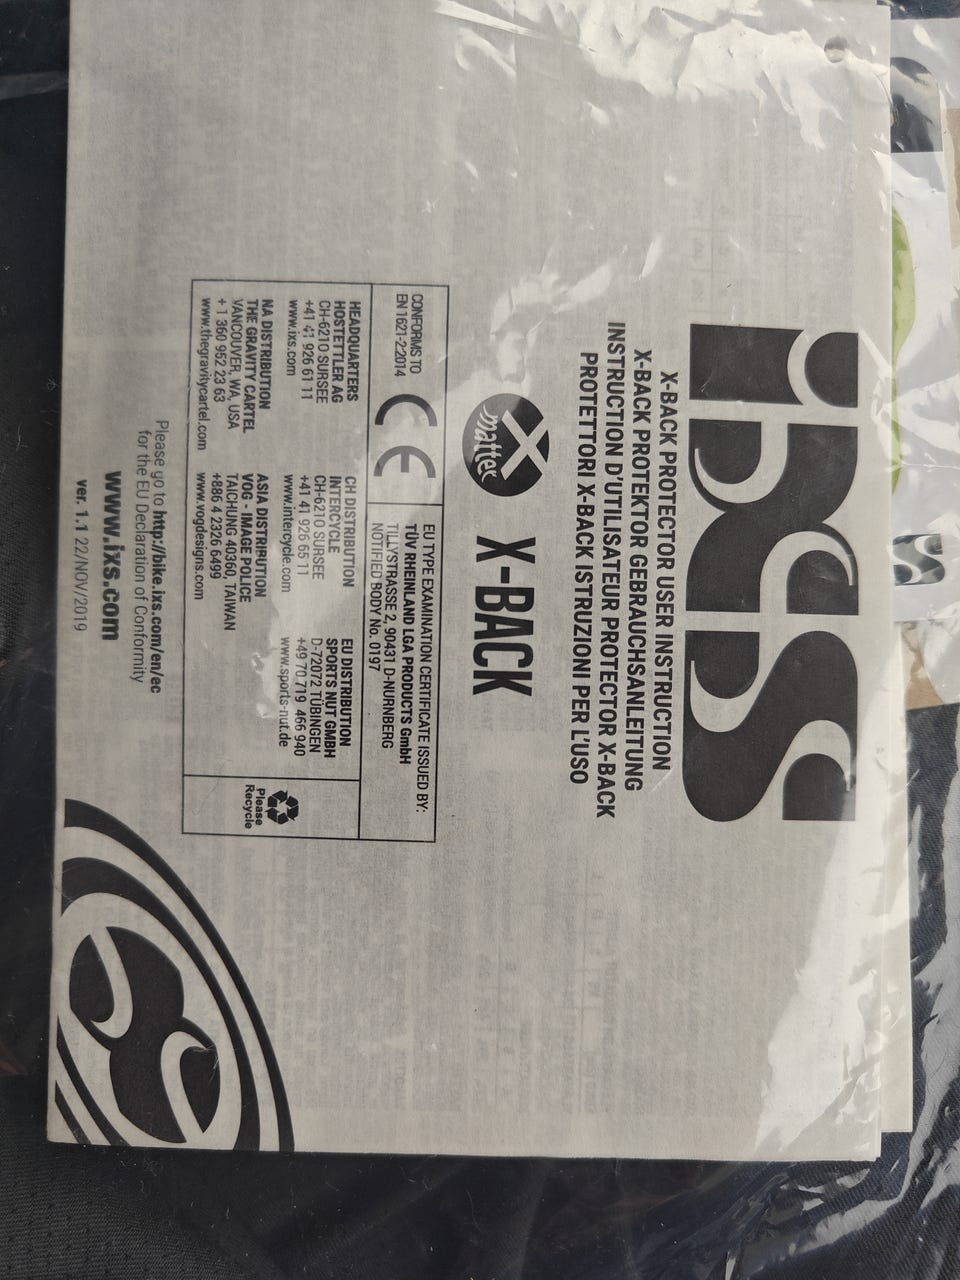 iXS
X-BACK PROTECTOR USER INSTRUCTION
X-BACK PROTEKTOR GEBRAUCHSANLEITUNG
INSTRUCTION D'UTILISATEUR PROTECTOR X-BACK
PROTETTORI X-BACK ISTRUZIONI PER L'USO
X matter
X-BACK
CONFORMS TO
EN 1621-2:2014
CE
EU TYPE EXAMINATION CERTIFICATE ISSUED BY:
TÜV RHEINLAND LGA PRODUCTS GmbH
TILLYSTRASSE 2, 90431 D-NURNBERG
NOTIFIED BODY No. 0197
HEADQUARTERS
HOSTETTLER AG
CH-6210 SURSEE
+41 41 926 61 11
www.ixs.com
CH DISTRIBUTION
INTERCYCLE
CH-6210 SURSEE
+41 41 926 65 11
www.intercycle.com
EU DISTRIBUTION
SPORTS NUT GMBH
D-72072 TÜBINGEN
+49 70 719 466 940
www.sports-nut.de
NA DISTRIBUTION
THE GRAVITY CARTEL
VANCOUVER, WA, USA
+ 1 360 952 23 63
www.thegravitycartel.com
ASIA DISTRIBUTION
VOG - IMAGE POLICE
TAICHUNG 40360, TAIWAN
+886 4 2326 6499
www.vogdesigns.com
Please
Recycle
Please go to http://bike.ixs.com/en/ec
for the EU Declaration of Conformity
www.ixs.com
ver. 1.1 22/NOV/2019